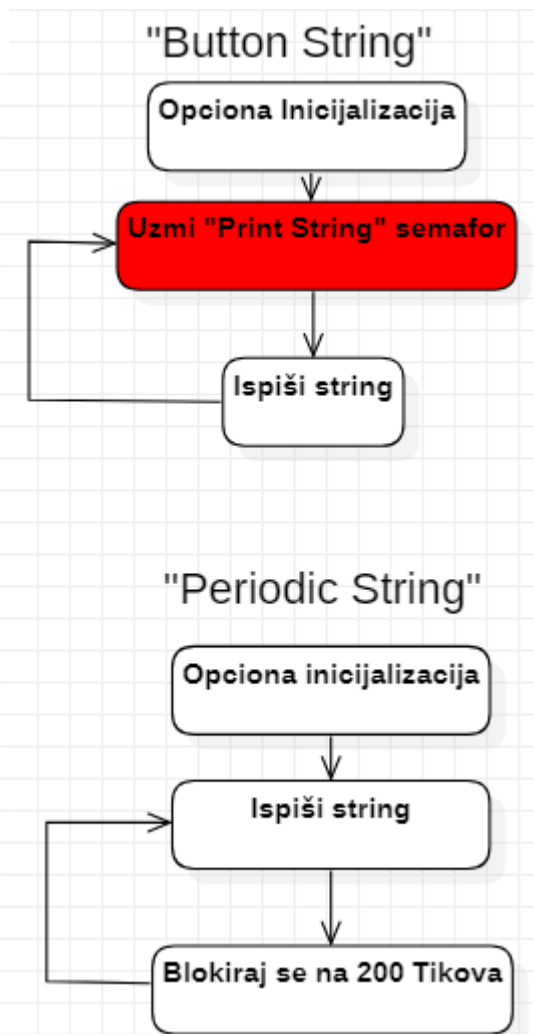 "Button String"
Opciona Inicijalizacija
Uzmi "Print String" semafor
Ispiši string
"Periodic String"
Opciona inicijalizacija
Ispiši string
Blokiraj se na 200 Tikova